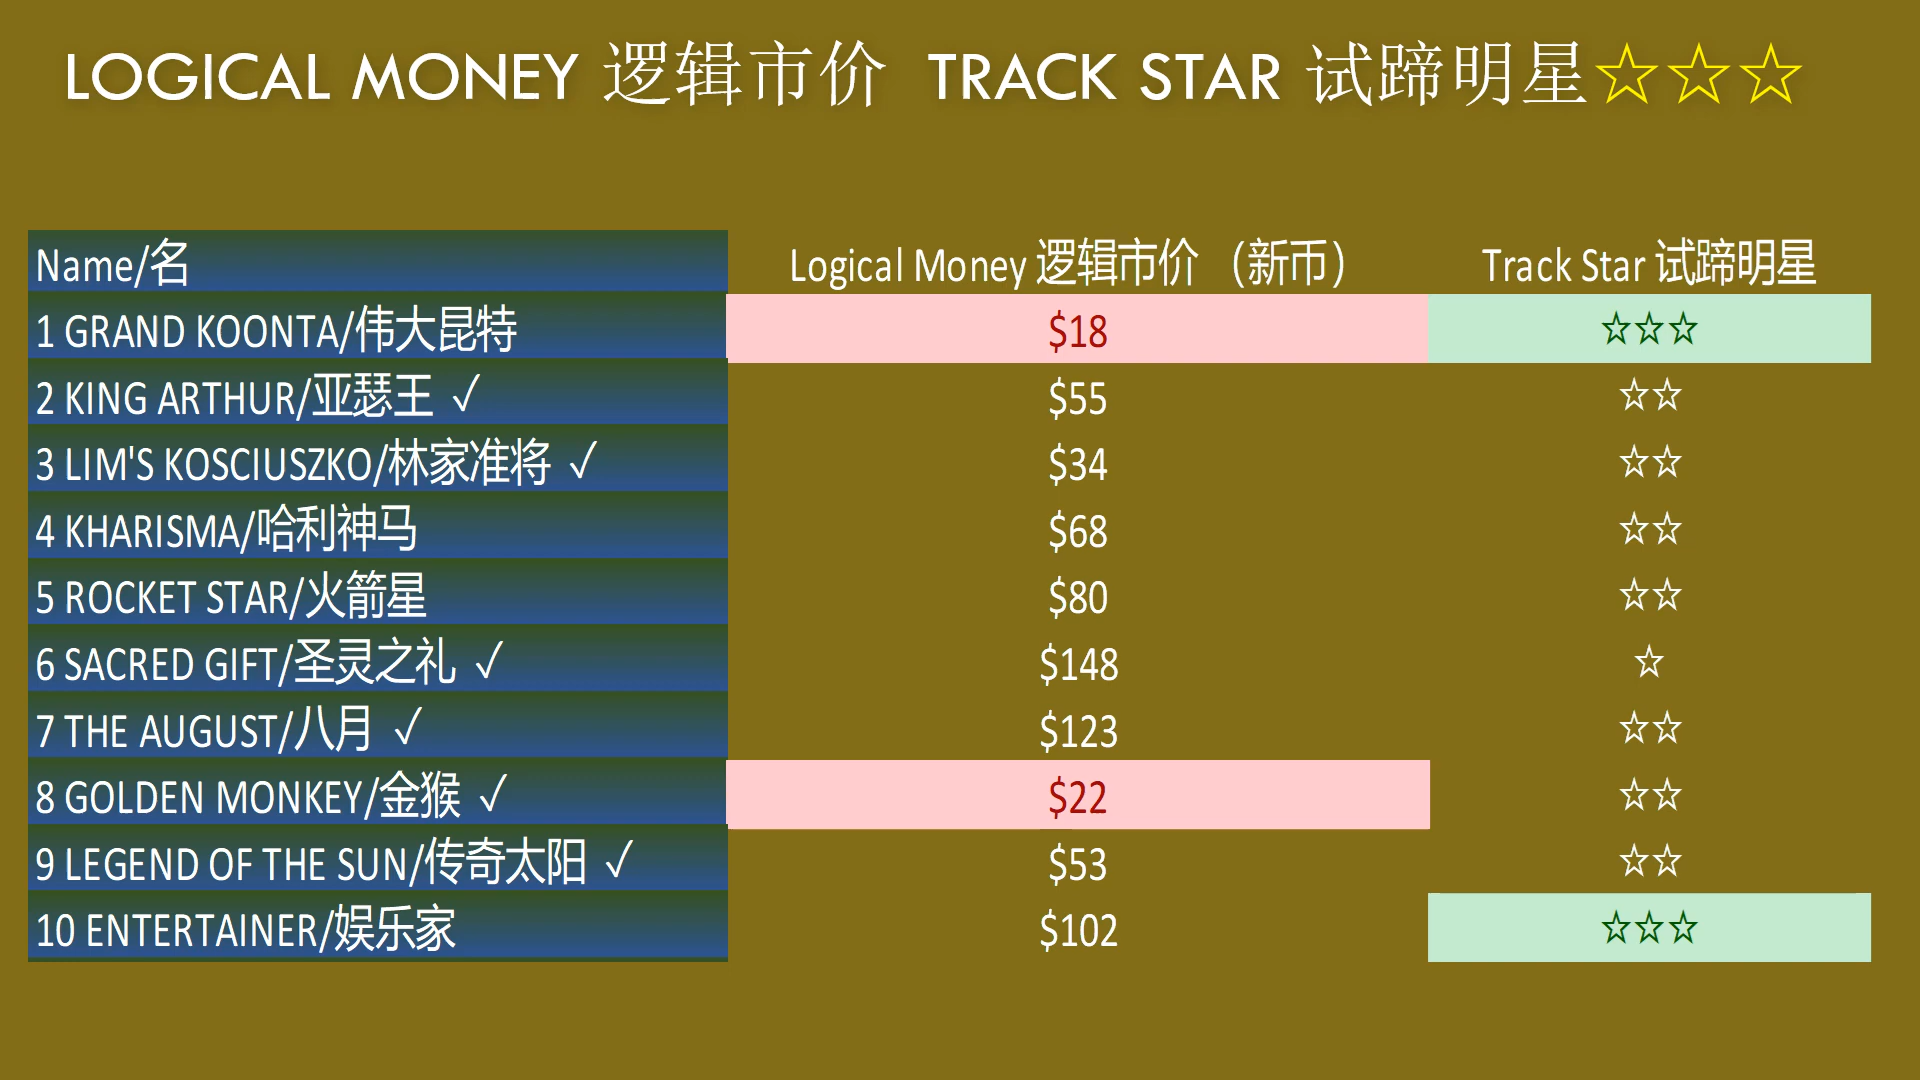 LOGICAL MONEY 逻辑市价 TRACK STAR 试蹄明星☆☆☆
Name/名 Logical Money 逻辑市价 （新币） Track Star 试蹄明星
1 GRAND KOONTA/伟大昆特 $18 ☆☆☆
2 KING ARTHUR/亚瑟王 ✓ $55 ☆☆
3 LIM'S KOSCIUSZKO/林家准将 ✓ $34 ☆☆
4 KHARISMA/哈利神马 $68 ☆☆
5 ROCKET STAR/火箭星 $80 ☆☆
6 SACRED GIFT/圣灵之礼 ✓ $148 ☆
7 THE AUGUST/八月 ✓ $123 ☆☆
8 GOLDEN MONKEY/金猴 ✓ $22 ☆☆
9 LEGEND OF THE SUN/传奇太阳 ✓ $53 ☆☆
10 ENTERTAINER/娱乐家 $102 ☆☆☆